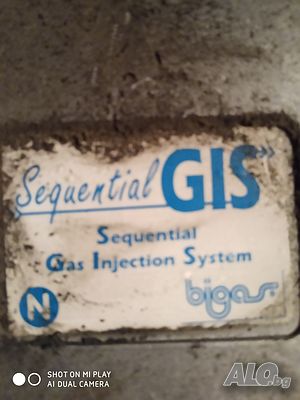 Sequential GIS»
Sequential
Gas Injection System
N
bigas
SHOT ON MI PLAY
AI DUAL CAMERA
ALO.bg